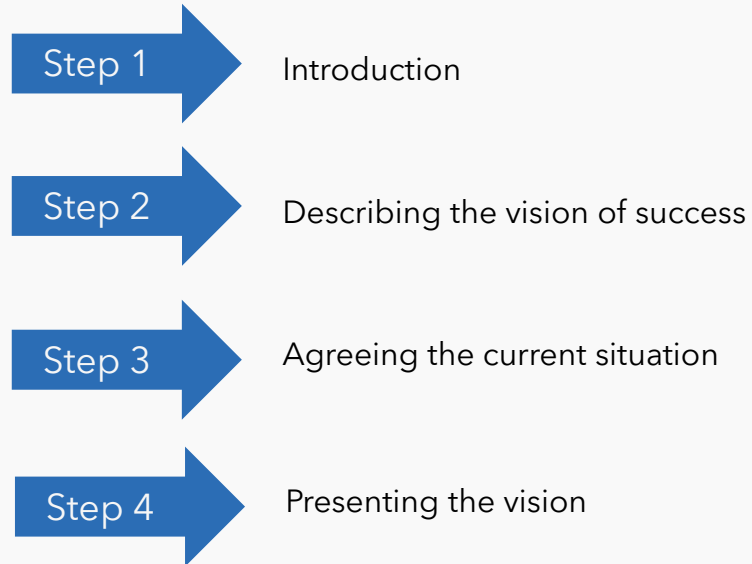 Step 1
Introduction
Step 2
Describing the vision of success
Step 3
Agreeing the current situation
Step 4
Presenting the vision